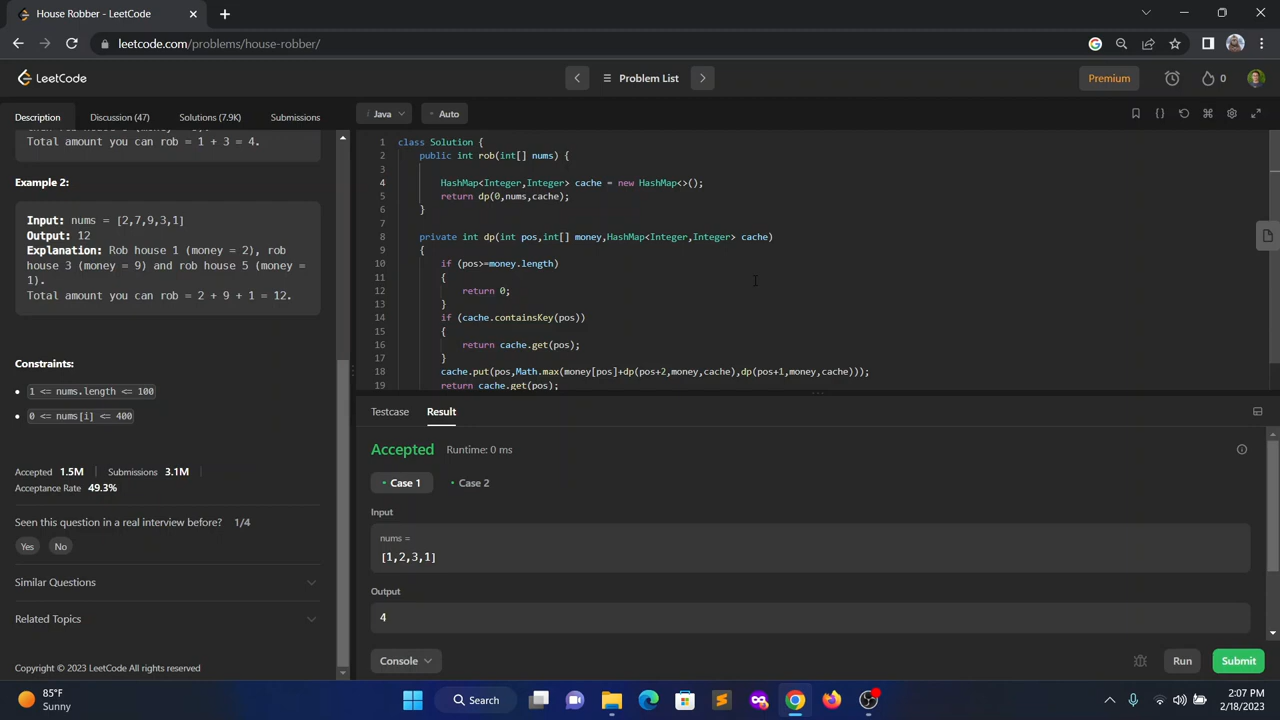 House Robber - LeetCode
leetcode.com/problems/house-robber/
LeetCode
Problem List
Premium
0
Description
Discussion (47)
Solutions (7.9K)
Submissions
Total amount you can rob = 1 + 3 = 4.
Example 2:
Input: nums = [2,7,9,3,1]
Output: 12
Explanation: Rob house 1 (money = 2), rob
house 3 (money = 9) and rob house 5 (money =
1).
Total amount you can rob = 2 + 9 + 1 = 12.
Constraints:
1 <= nums.length <= 100
0 <= nums[i] <= 400
Accepted 1.5M
Submissions 3.1M
Acceptance Rate 49.3%
Seen this question in a real interview before? 1/4
Yes
No
Similar Questions
Related Topics
Copyright © 2023 LeetCode All rights reserved
i Java
Auto
1 class Solution {
2 public int rob(int[] nums) {
3
4 HashMap<Integer,Integer> cache = new HashMap<>();
5 return dp(0,nums,cache);
6 }
7
8 private int dp(int pos,int[] money,HashMap<Integer,Integer> cache)
9 {
10 if (pos>=money.length)
11 {
12 return 0;
13 }
14 if (cache.containsKey(pos))
15 {
16 return cache.get(pos);
17 }
18 cache.put(pos,Math.max(money[pos]+dp(pos+2,money,cache),dp(pos+1,money,cache)));
19 return cache.get(pos);
Testcase
Result
Accepted
Runtime: 0 ms
Case 1
Case 2
Input
nums =
[1,2,3,1]
Output
4
Console
Run
Submit
85°F
Sunny
Search
2:07 PM
2/18/2023